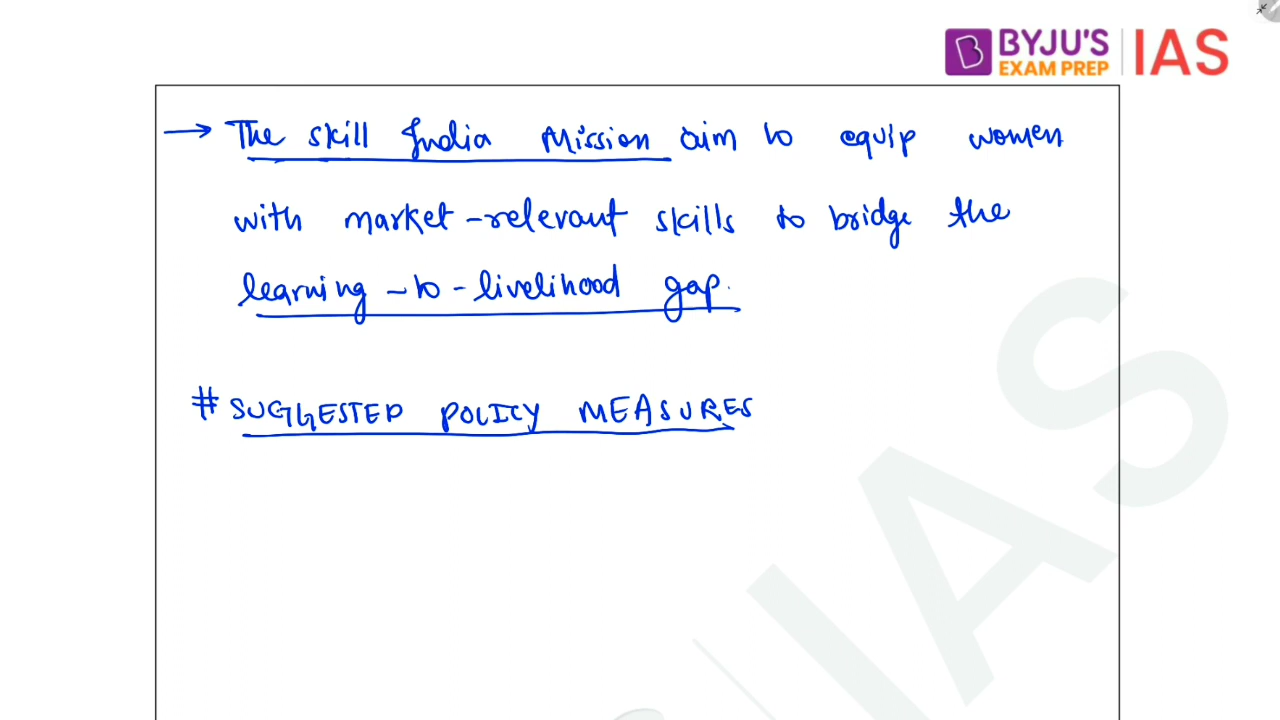 BYJU'S
EXAM PREP
IAS
→ The skill India Mission aim to equip women
with market-relevant skills to bridge the
learning-to-livelihood gap.
# SUGGESTED POLICY MEASURES
IAS